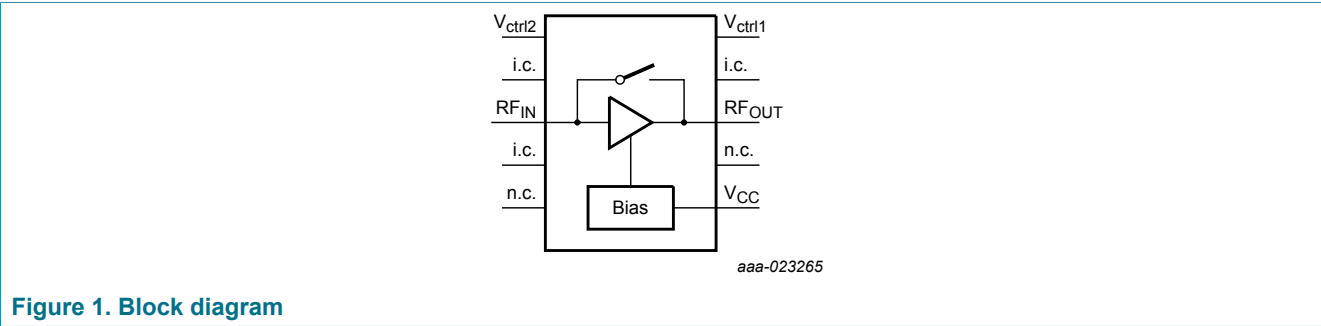 Vctrl2
Vctrl1
i.c.
i.c.
RFIN
RFOUT
i.c.
n.c.
n.c.
Bias
VCC
aaa-023265
Figure 1. Block diagram